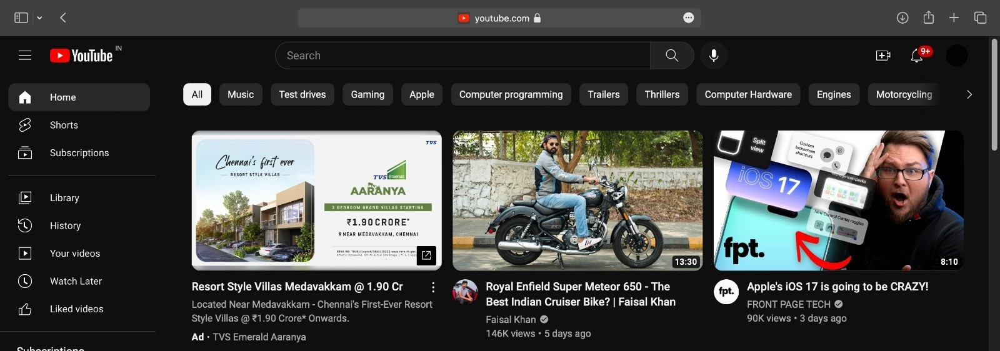 youtube.com
YouTube IN
Search
9+
Home
Shorts
Subscriptions
Library
History
Your videos
Watch Later
Liked videos
All
Music
Test drives
Gaming
Apple
Computer programming
Trailers
Thrillers
Computer Hardware
Engines
Motorcycling
Chennai's first ever
RESORT STYLE VILLAS
TVS
TVS Emerald
AARANYA
3 BEDROOM GRAND VILLAS STARTING
₹1.90CRORE*
NEAR MEDAVAKKAM, CHENNAI
Resort Style Villas Medavakkam @ 1.90 Cr
Located Near Medavakkam - Chennai's First-Ever Resort
Style Villas @ ₹1.90 Crore* Onwards.
Ad • TVS Emerald Aaranya
13:30
Royal Enfield Super Meteor 650 - The
Best Indian Cruiser Bike? | Faisal Khan
Faisal Khan
146K views • 5 days ago
Split
view
Custom
lockscreen
shortcuts
iOS 17
New Control Center toggles
fpt.
8:10
fpt.
Apple's iOS 17 is going to be CRAZY!
FRONT PAGE TECH
90K views • 3 days ago
Subscriptions